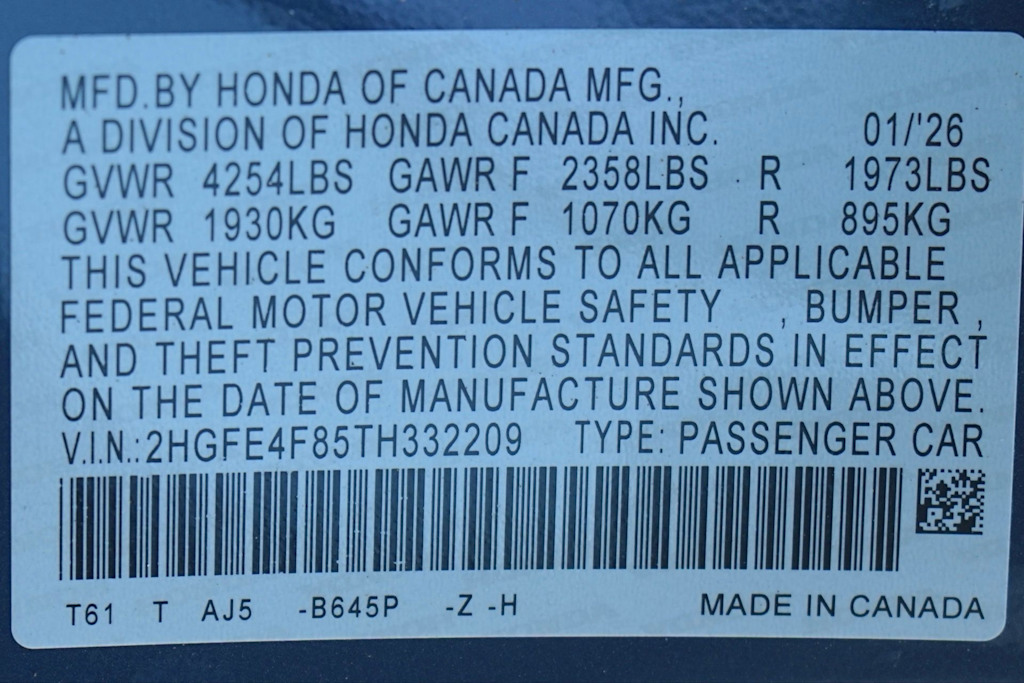 MFD.BY HONDA OF CANADA MFG.,
A DIVISION OF HONDA CANADA INC. 01/'26
GVWR 4254LBS GAWR F 2358LBS R 1973LBS
GVWR 1930KG GAWR F 1070KG R 895KG
THIS VEHICLE CONFORMS TO ALL APPLICABLE
FEDERAL MOTOR VEHICLE SAFETY , BUMPER ,
AND THEFT PREVENTION STANDARDS IN EFFECT
ON THE DATE OF MANUFACTURE SHOWN ABOVE.
V.I.N.:2HGFE4F85TH332209 TYPE: PASSENGER CAR
T61 T AJ5 -B645P -Z -H MADE IN CANADA